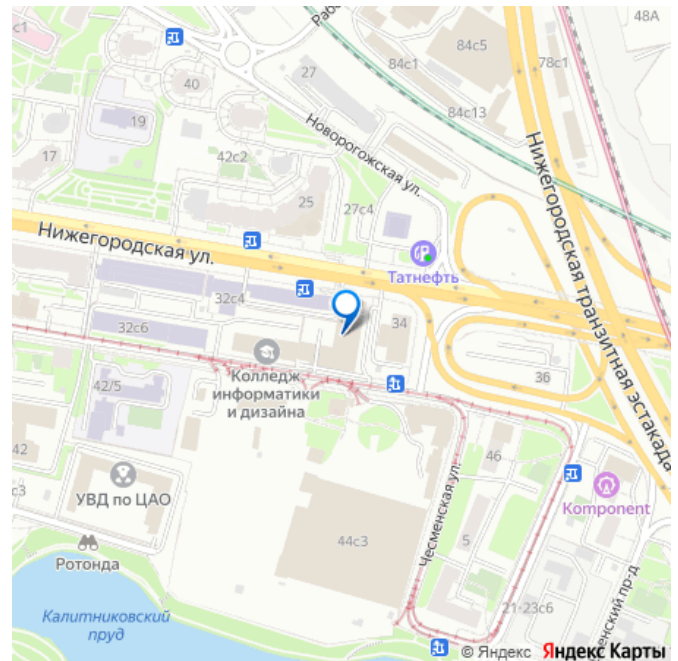 48А
84с5
84с1
78с1
27
84с13
с1
40
Новорогожская ул.
19
17
42с2
25
27с4
Нижегородская ул.
Татнефть
Нижегородская транзитная эстакада
32с4
32с6
34
36
Колледж
информатики
и дизайна
42/5
42
с3
УВД по ЦАО
46
Чесменская ул.
Komponent
Ротонда
44с3
5
21-23с6
Калитниковский
пруд
© Яндекс Яндекс Карты